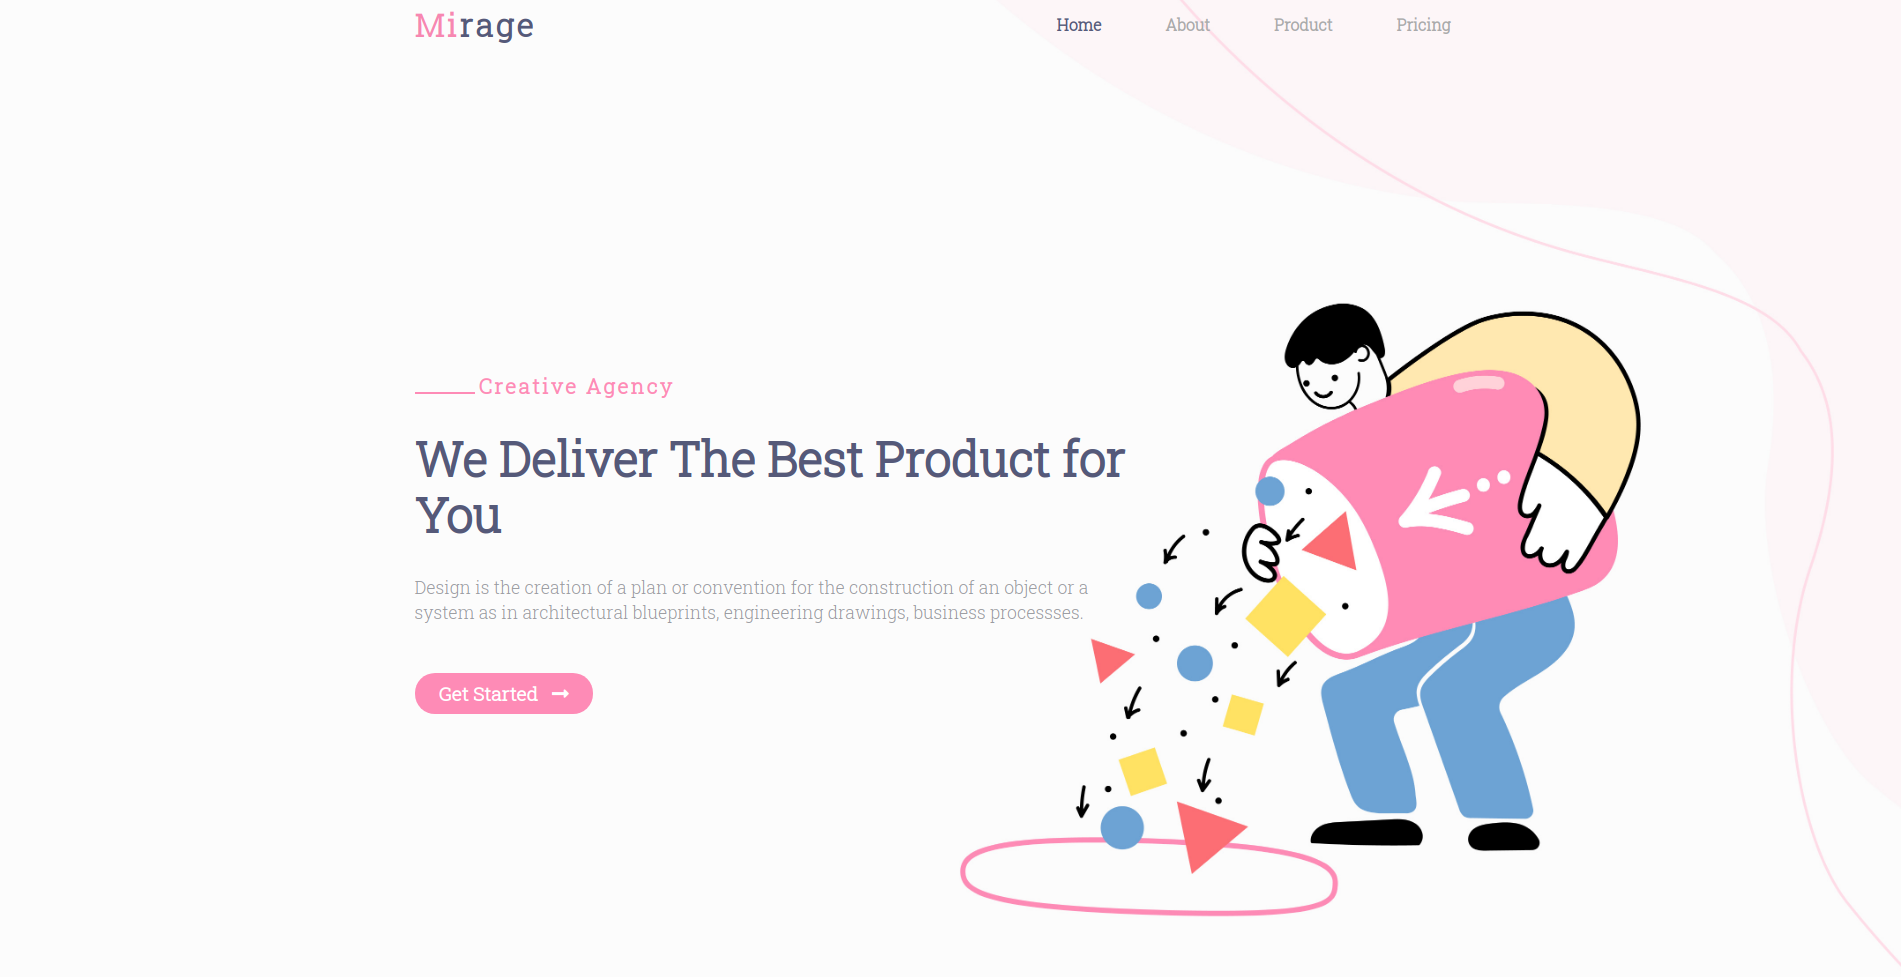 Mirage
Home About Product Pricing
Creative Agency
We Deliver The Best Product for
You
Design is the creation of a plan or convention for the construction of an object or a
system as in architectural blueprints, engineering drawings, business processses.
Get Started